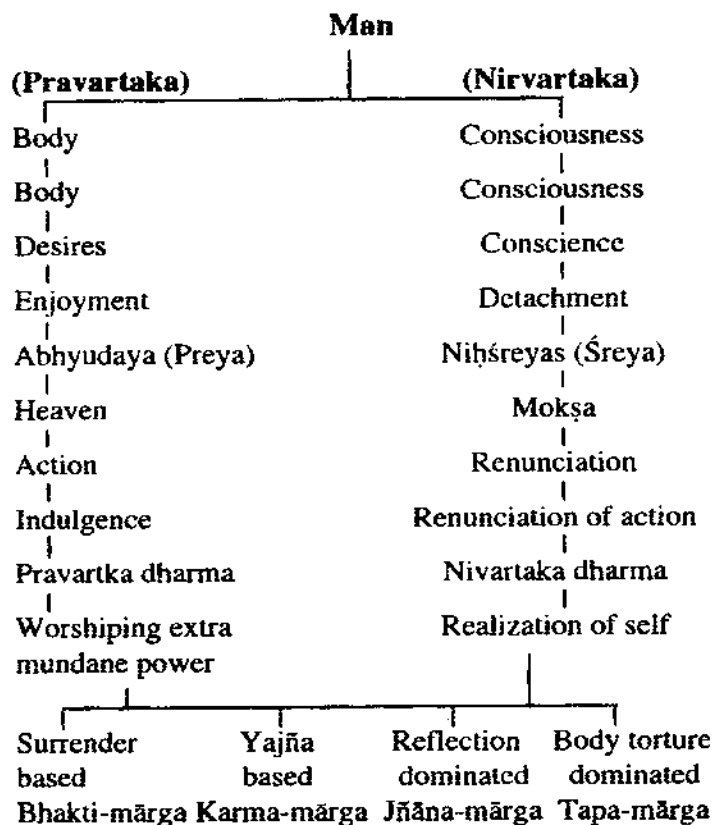 Man
(Pravartaka) (Nirvartaka)
Body Consciousness
Body Consciousness
Desires Conscience
Enjoyment Detachment
Abhyudaya (Preya) Niḥśreyas (Śreya)
Heaven Mokṣa
Action Renunciation
Indulgence Renunciation of action
Pravartka dharma Nivartaka dharma
Worshiping extra Realization of self
mundane power
Surrender Yajña Reflection Body torture
based based dominated dominated
Bhakti-mārga Karma-mārga Jñāna-mārga Tapa-mārga